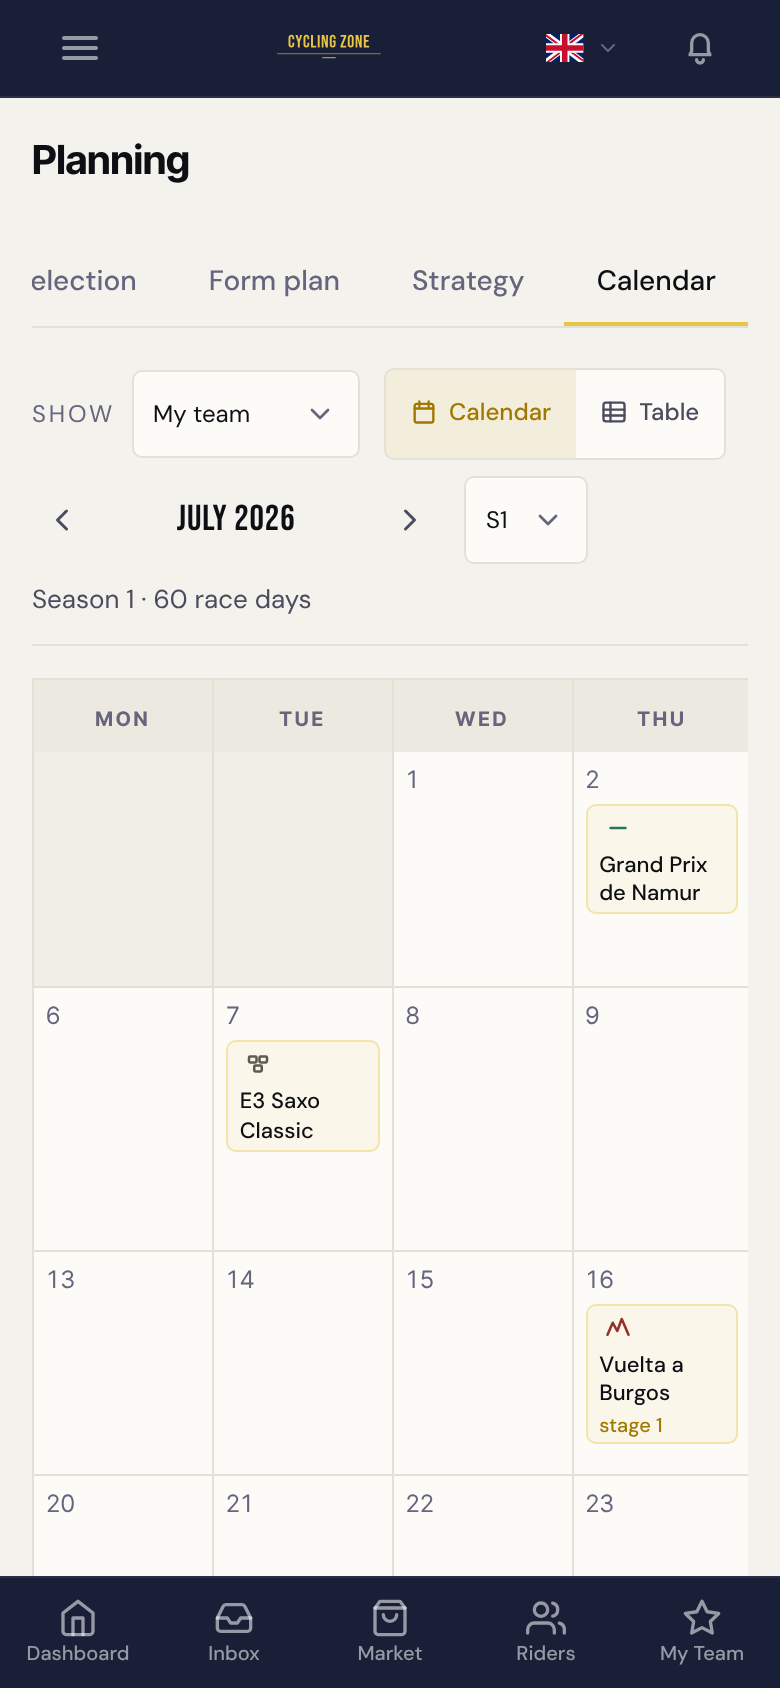 CYCLING ZONE
Planning
election Form plan Strategy Calendar
SHOW My team Calendar Table
JULY 2026 S1
Season 1 · 60 race days
MON TUE WED THU
1 2
Grand Prix
de Namur
6 7 8 9
E3 Saxo
Classic
13 14 15 16
Vuelta a
Burgos
stage 1
20 21 22 23
Dashboard Inbox Market Riders My Team